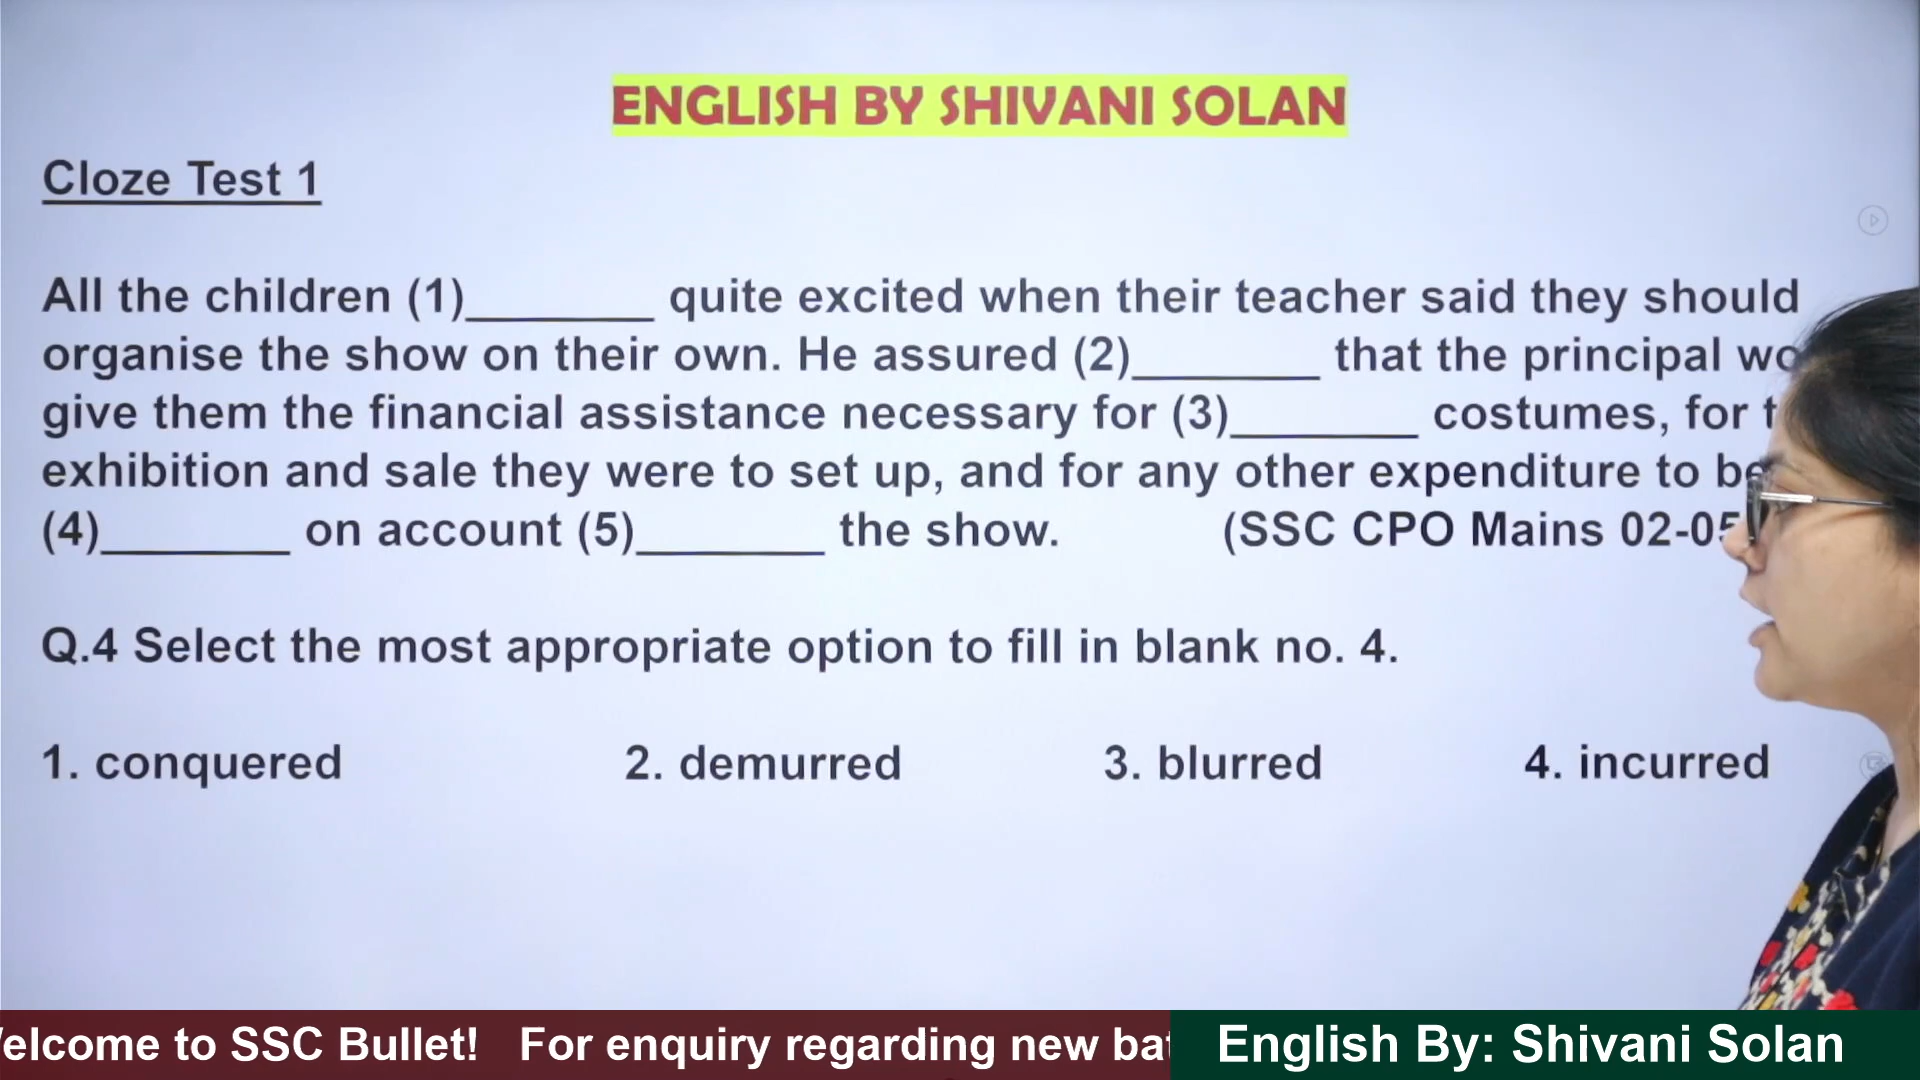 ENGLISH BY SHIVANI SOLAN
Cloze Test 1
All the children (1)________ quite excited when their teacher said they should
organise the show on their own. He assured (2)________ that the principal
give them the financial assistance necessary for (3)________ costumes, for
exhibition and sale they were to set up, and for any other expenditure to be
(4)________ on account (5)________ the show. (SSC CPO Mains 02-05
Q.4 Select the most appropriate option to fill in blank no. 4.
1. conquered 2. demurred 3. blurred 4. incurred
elcome to SSC Bullet! For enquiry regarding new bat
English By: Shivani Solan